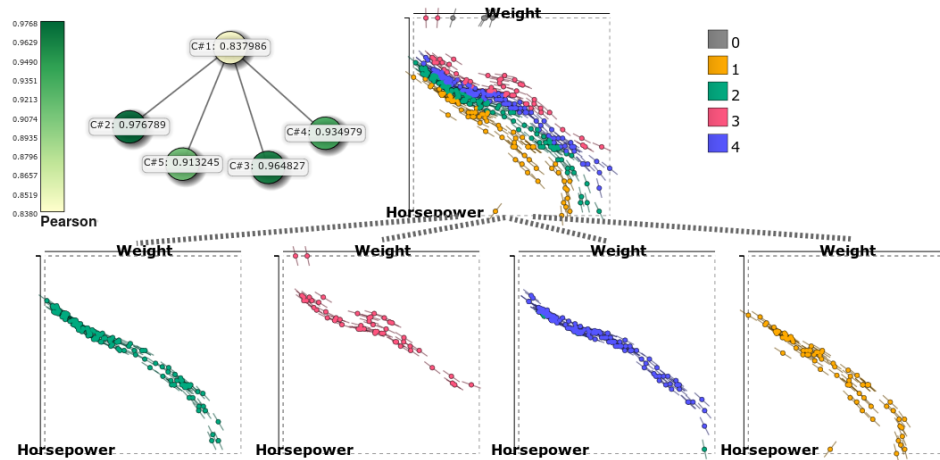 0.9768
0.9629
0.9490
0.9351
0.9213
0.9074
0.8935
0.8796
0.8657
0.8519
0.8380
Pearson
C#1: 0.837986
C#2: 0.976789
C#5: 0.913245
C#3: 0.964827
C#4: 0.934979
Weight
Horsepower
0
1
2
3
4
Weight
Horsepower
Weight
Horsepower
Weight
Horsepower
Weight
Horsepower